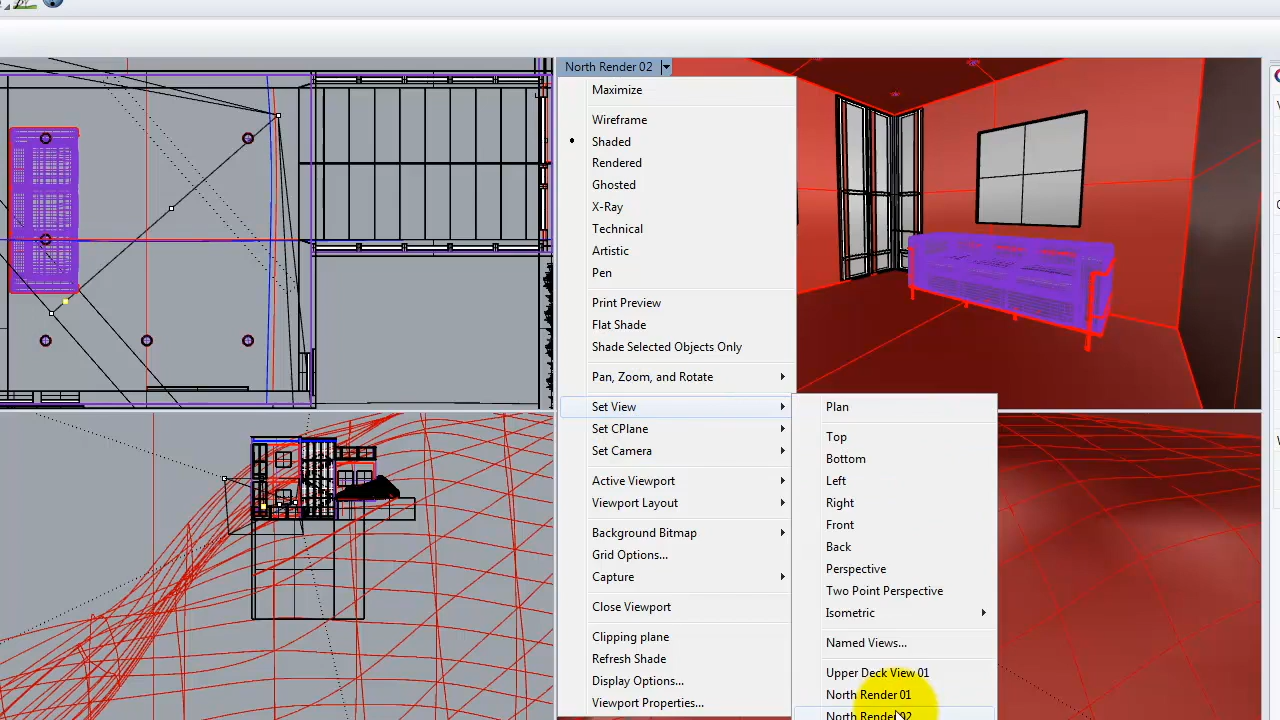 North Render 02
Maximize
Wireframe
Shaded
Rendered
Ghosted
X-Ray
Technical
Artistic
Pen
Print Preview
Flat Shade
Shade Selected Objects Only
Pan, Zoom, and Rotate
Set View
Set CPlane
Set Camera
Active Viewport
Viewport Layout
Background Bitmap
Grid Options...
Capture
Close Viewport
Clipping plane
Refresh Shade
Display Options...
Viewport Properties...
Plan
Top
Bottom
Left
Right
Front
Back
Perspective
Two Point Perspective
Isometric
Named Views...
Upper Deck View 01
North Render 01
North Render 02